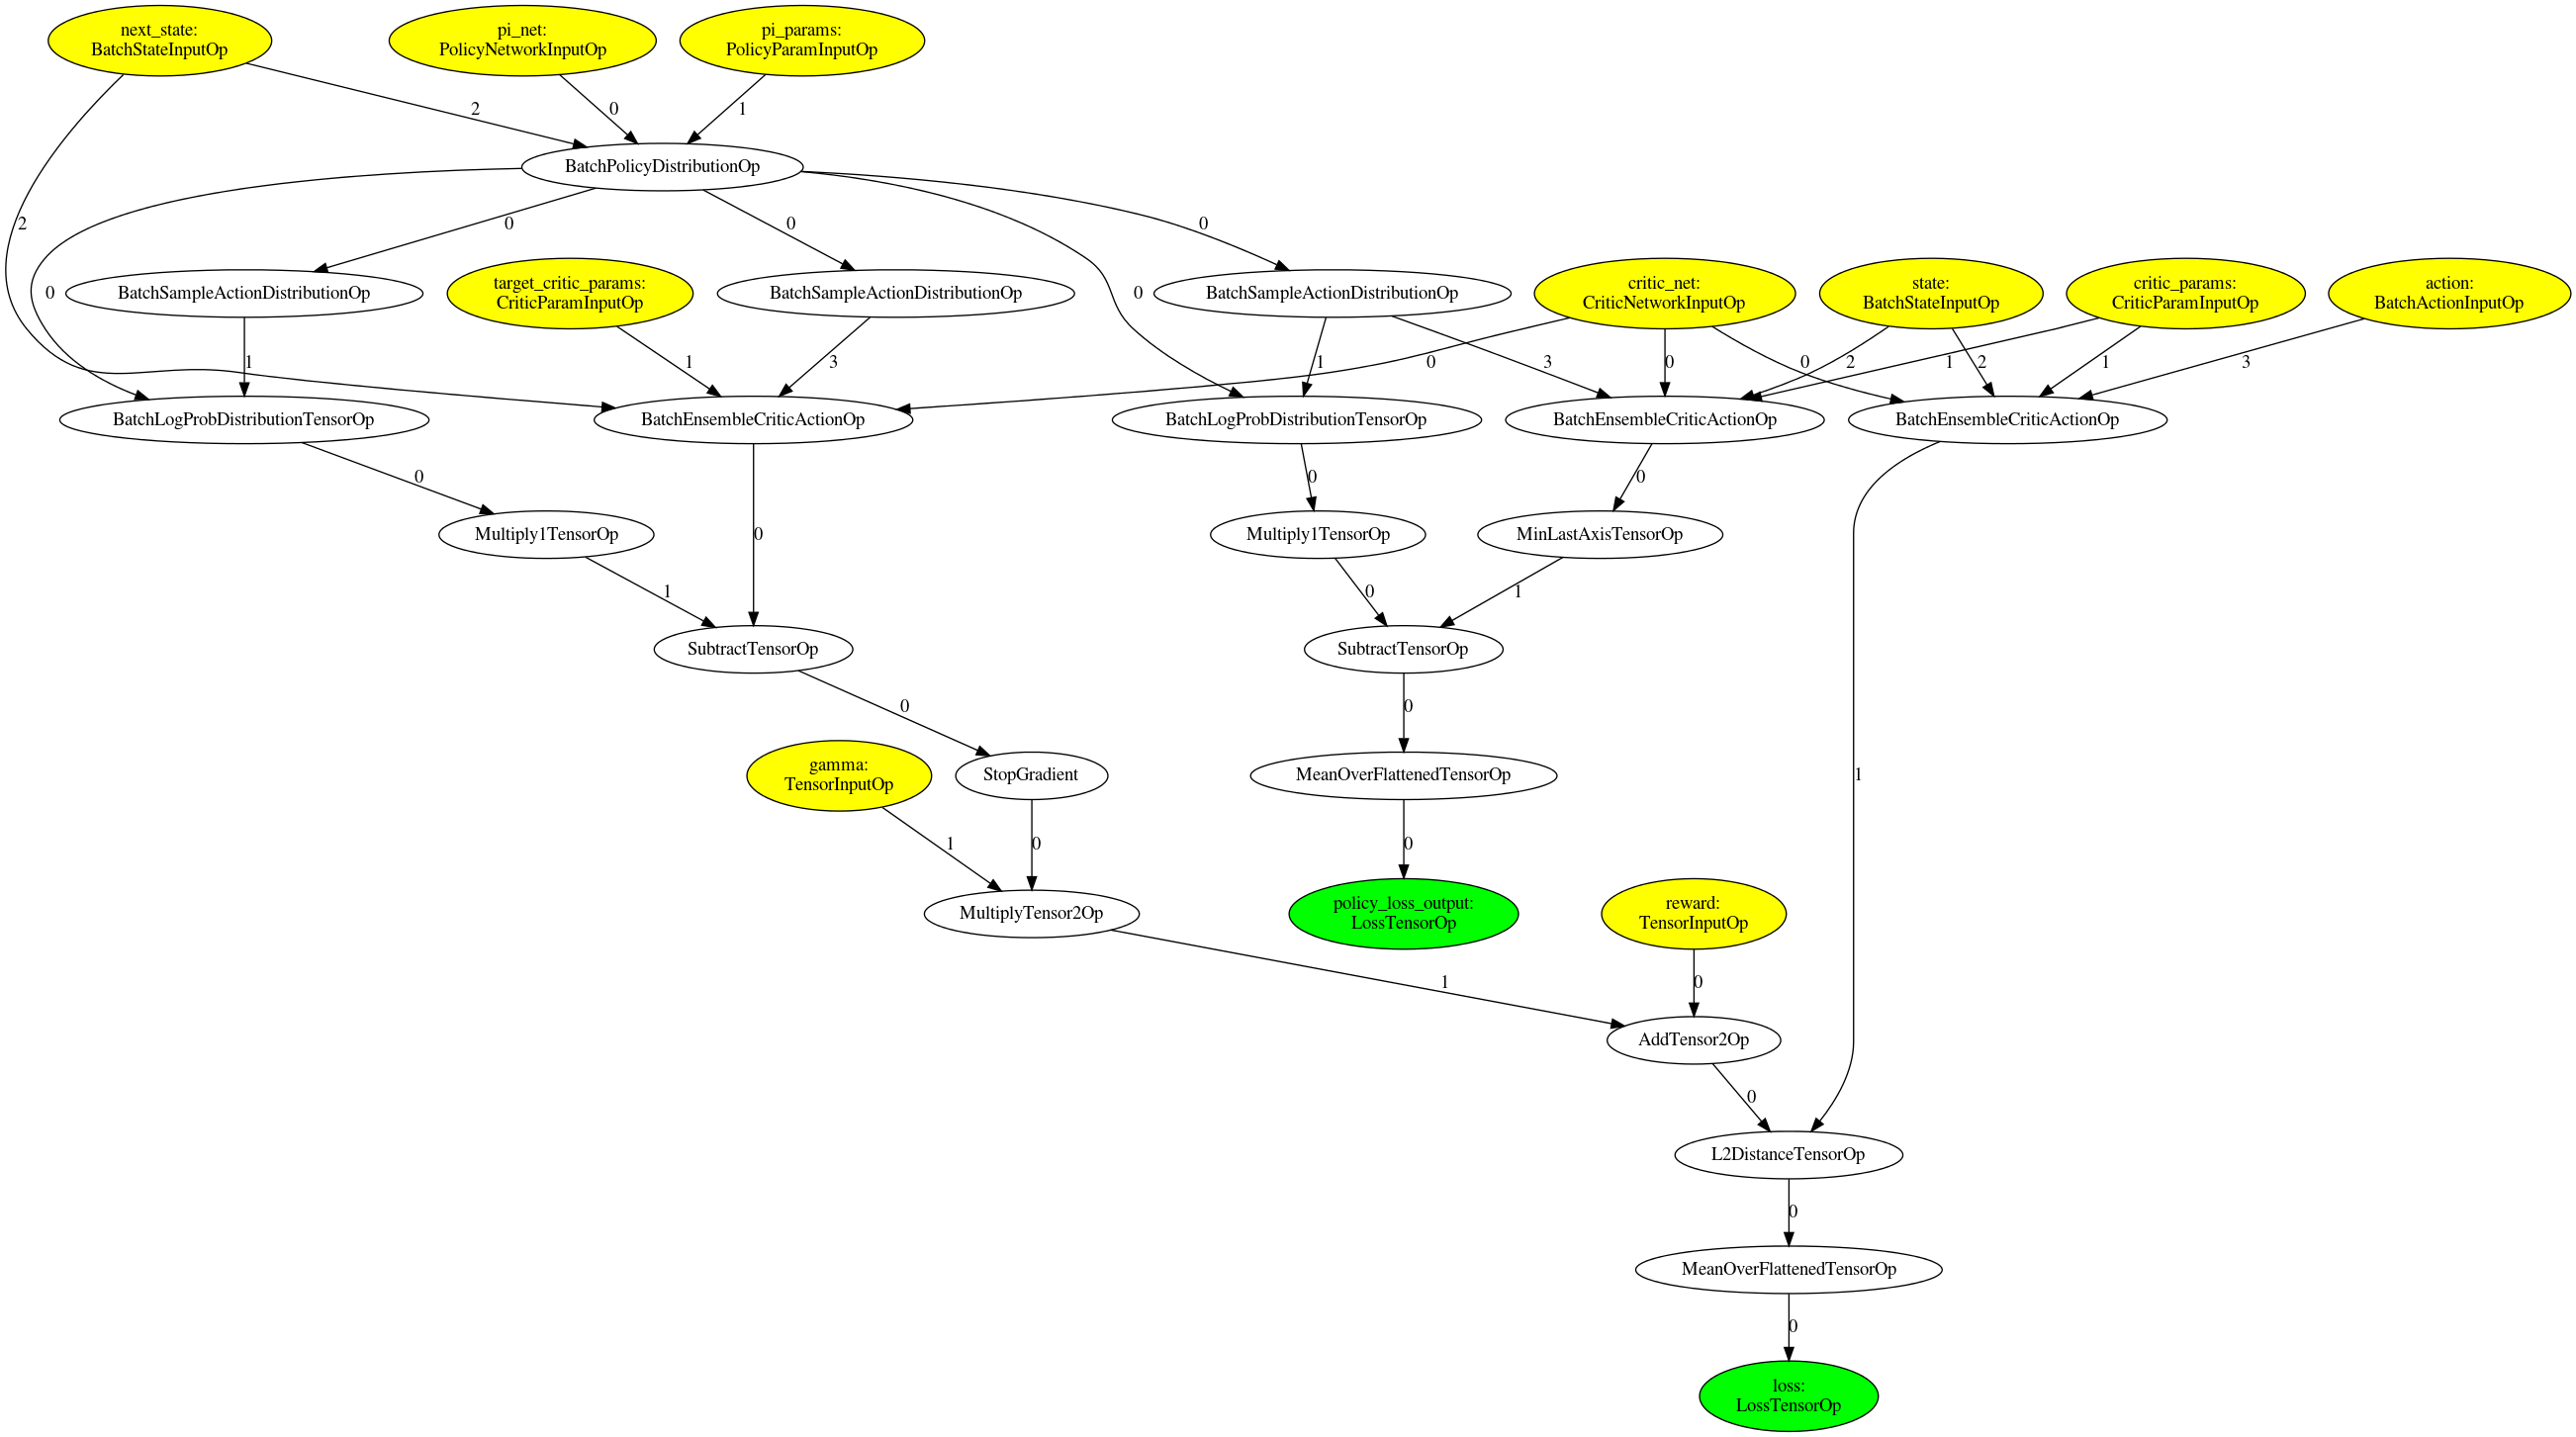 next_state:
BatchStateInputOp
pi_net:
PolicyNetworkInputOp
pi_params:
PolicyParamInputOp
2
0
1
BatchPolicyDistributionOp
2
0
0
0
0
0
BatchSampleActionDistributionOp
target_critic_params:
CriticParamInputOp
BatchSampleActionDistributionOp
BatchSampleActionDistributionOp
critic_net:
CriticNetworkInputOp
state:
BatchStateInputOp
critic_params:
CriticParamInputOp
action:
BatchActionInputOp
1
1
3
0
1
3
0
0
2
1
2
1
3
BatchLogProbDistributionTensorOp
BatchEnsembleCriticActionOp
BatchLogProbDistributionTensorOp
BatchEnsembleCriticActionOp
BatchEnsembleCriticActionOp
0
0
0
Multiply1TensorOp
0
Multiply1TensorOp
MinLastAxisTensorOp
1
0
1
SubtractTensorOp
SubtractTensorOp
0
0
gamma:
TensorInputOp
StopGradient
MeanOverFlattenedTensorOp
1
1
0
0
MultiplyTensor2Op
policy_loss_output:
LossTensorOp
reward:
TensorInputOp
1
0
AddTensor2Op
0
L2DistanceTensorOp
0
MeanOverFlattenedTensorOp
0
loss:
LossTensorOp